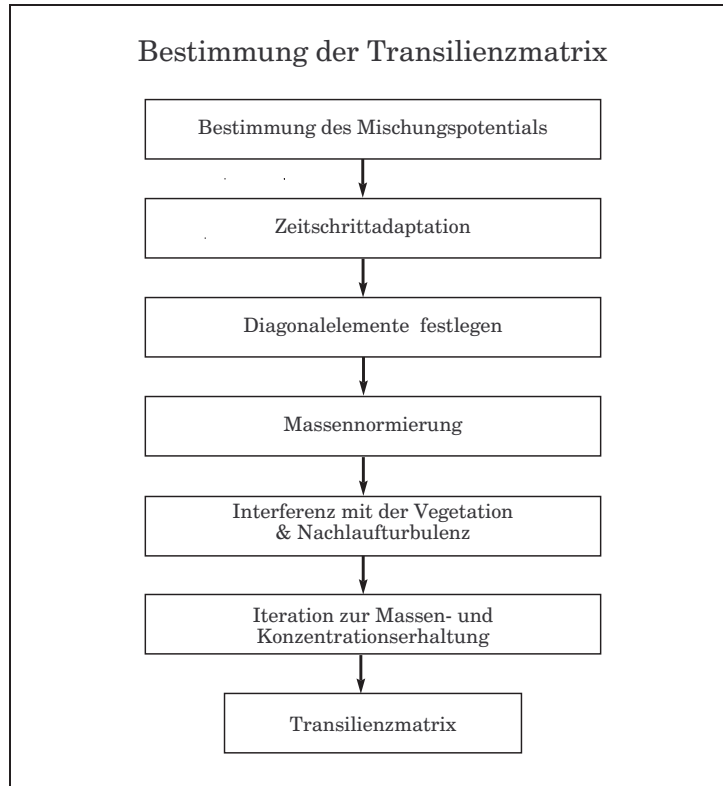 Bestimmung der Transilienzmatrix
Bestimmung des Mischungspotentials
Zeitschrittadaptation
Diagonalelemente festlegen
Massennormierung
Interferenz mit der Vegetation
& Nachlaufturbulenz
Iteration zur Massen- und
Konzentrationserhaltung
Transilienzmatrix